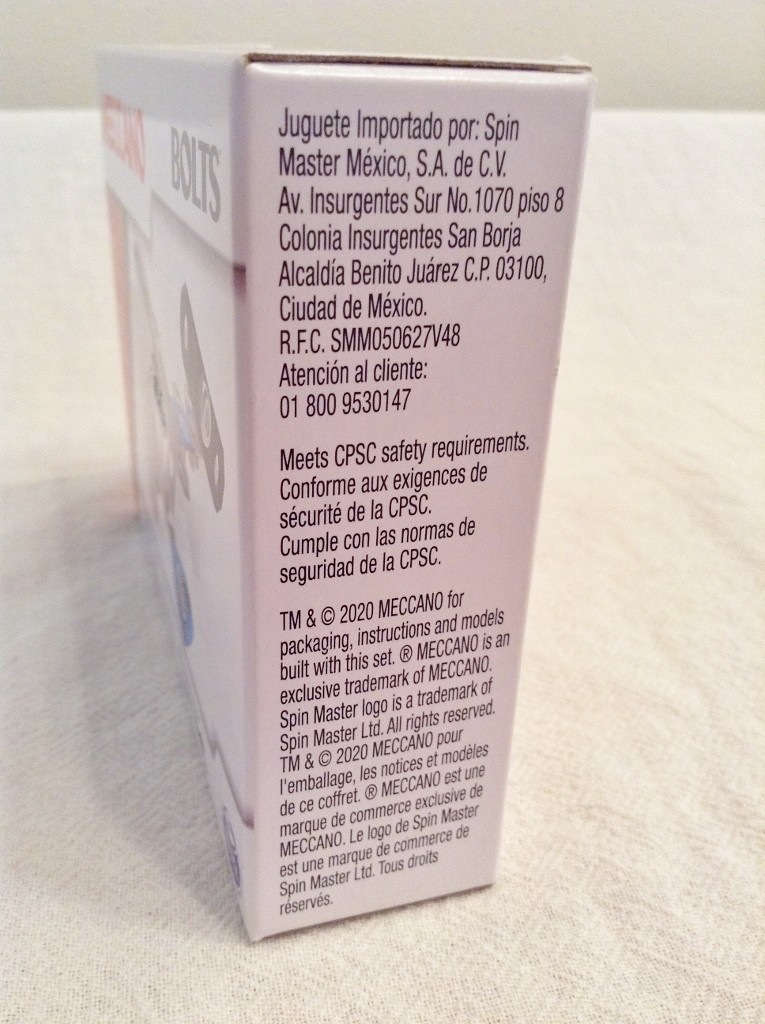 MECCANO
BOLTS
Juguete Importado por: Spin
Master México, S.A. de C.V.
Av. Insurgentes Sur No.1070 piso 8
Colonia Insurgentes San Borja
Alcaldía Benito Juárez C.P. 03100,
Ciudad de México.
R.F.C. SMM050627V48
Atención al cliente:
01 800 9530147
Meets CPSC safety requirements.
Conforme aux exigences de
sécurité de la CPSC.
Cumple con las normas de
seguridad de la CPSC.
TM & © 2020 MECCANO for
packaging, instructions and models
built with this set. ® MECCANO is an
exclusive trademark of MECCANO.
Spin Master logo is a trademark of
Spin Master Ltd. All rights reserved.
TM & © 2020 MECCANO pour
l'emballage, les notices et modèles
de ce coffret. ® MECCANO est une
marque de commerce exclusive de
MECCANO. Le logo de Spin Master
est une marque de commerce de
Spin Master Ltd. Tous droits
réservés.